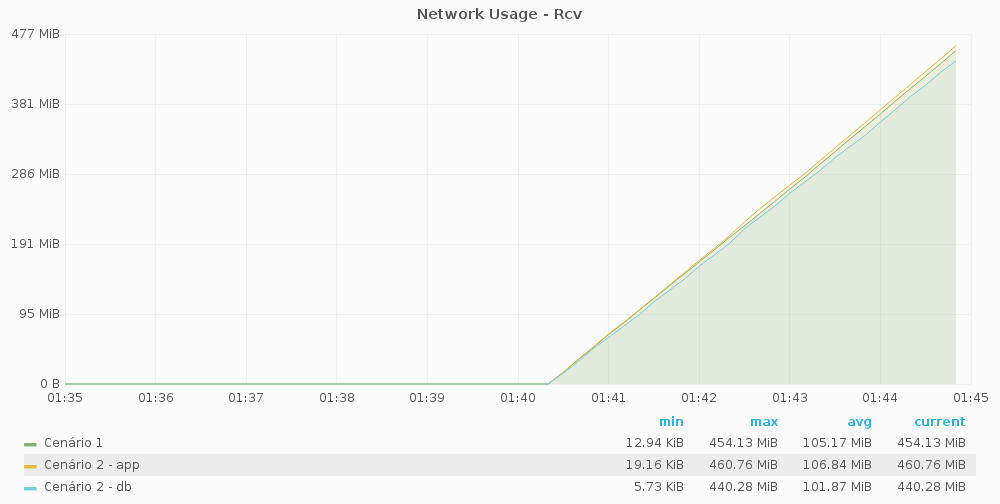 Network Usage - Rcv
477 MiB
381 MiB
286 MiB
191 MiB
95 MiB
0 B
01:35 01:36 01:37 01:38 01:39 01:40 01:41 01:42 01:43 01:44 01:45
min max avg current
Cenário 1 12.94 KiB 454.13 MiB 105.17 MiB 454.13 MiB
Cenário 2 - app 19.16 KiB 460.76 MiB 106.84 MiB 460.76 MiB
Cenário 2 - db 5.73 KiB 440.28 MiB 101.87 MiB 440.28 MiB